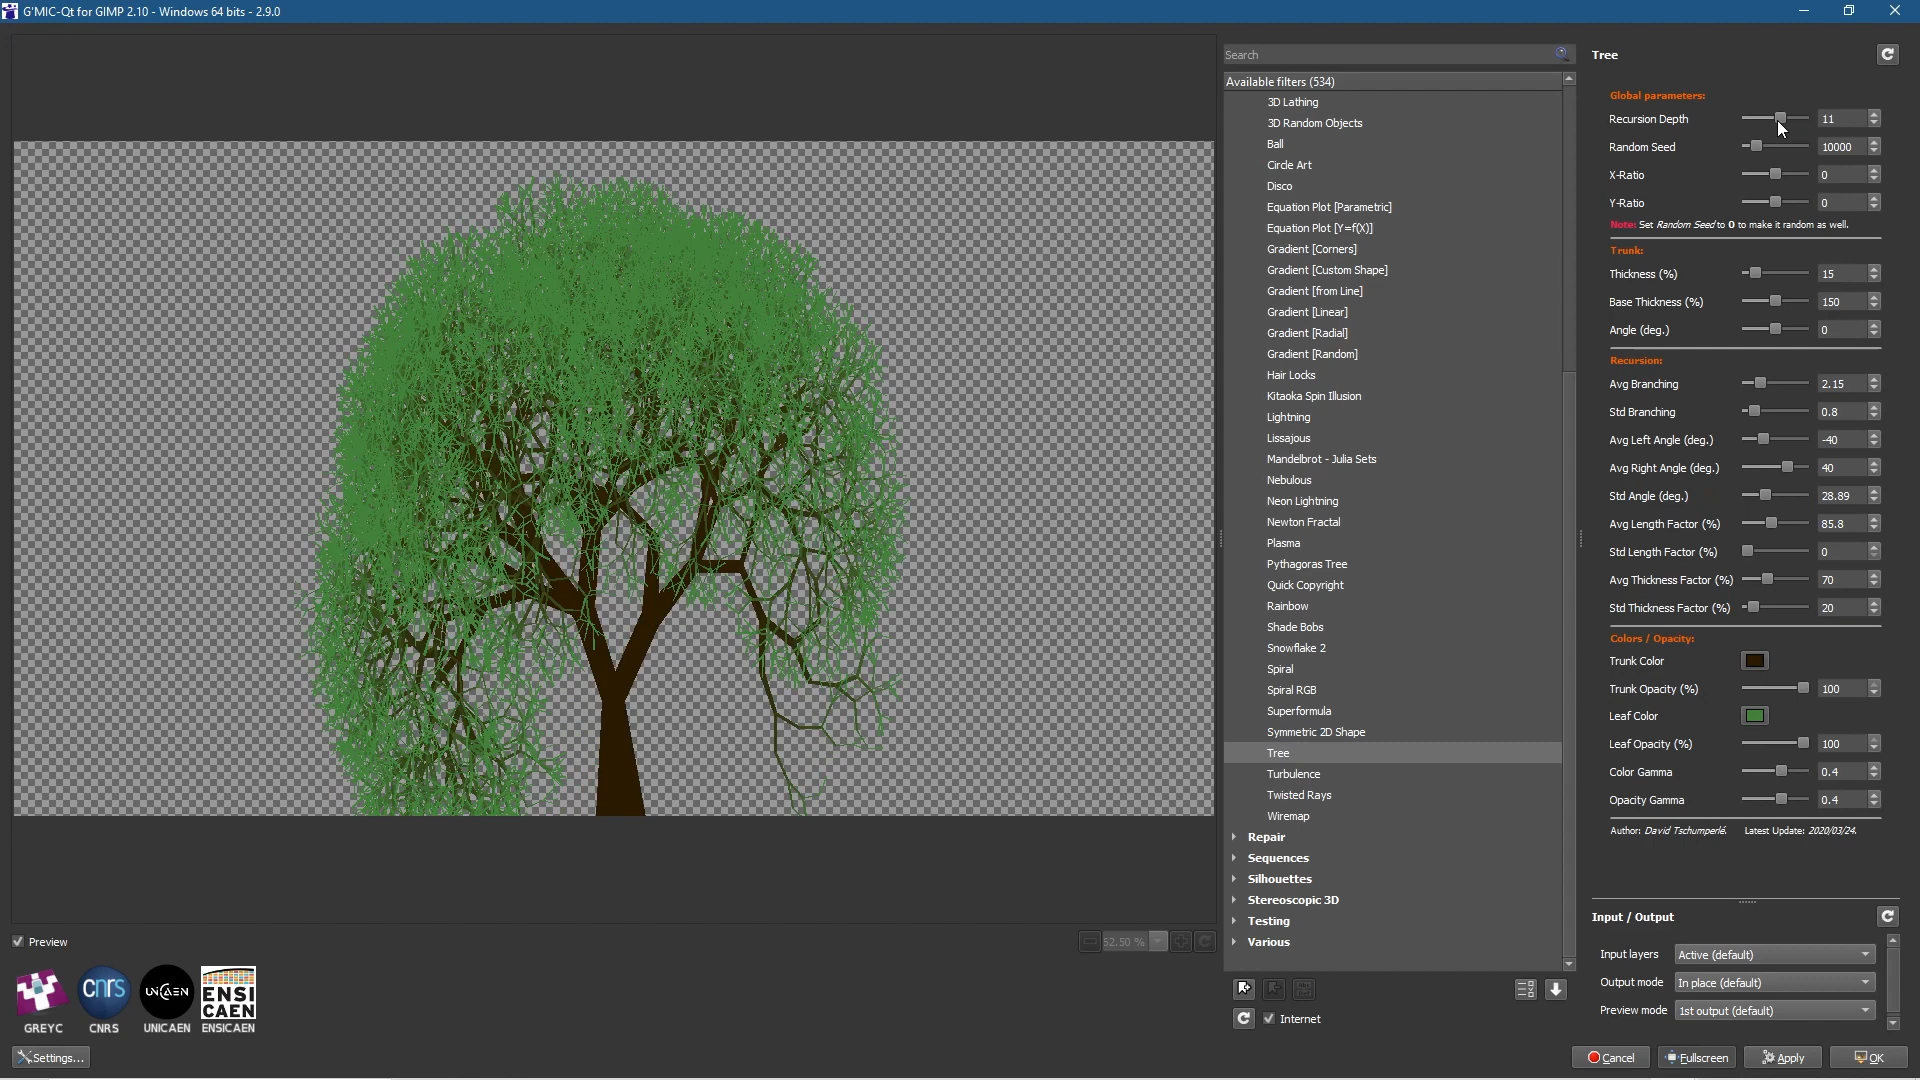 G'MIC-Qt for GIMP 2.10 - Windows 64 bits - 2.9.0
Search
Available filters (534)
3D Lathing
3D Random Objects
Ball
Circle Art
Disco
Equation Plot [Parametric]
Equation Plot [Y=f(X)]
Gradient [Corners]
Gradient [Custom Shape]
Gradient [from Line]
Gradient [Linear]
Gradient [Radial]
Gradient [Random]
Hair Locks
Kitaoka Spin Illusion
Lightning
Lissajous
Mandelbrot - Julia Sets
Nebulous
Neon Lightning
Newton Fractal
Plasma
Pythagoras Tree
Quick Copyright
Rainbow
Shade Bobs
Snowflake 2
Spiral
Spiral RGB
Superformula
Symmetric 2D Shape
Tree
Turbulence
Twisted Rays
Wiremap
Repair
Sequences
Silhouettes
Stereoscopic 3D
Testing
Various
Internet
Tree
Global parameters:
Recursion Depth 11
Random Seed 10000
X-Ratio 0
Y-Ratio 0
Note: Set Random Seed to 0 to make it random as well.
Trunk:
Thickness (%) 15
Base Thickness (%) 150
Angle (deg.) 0
Recursion:
Avg Branching 2.15
Std Branching 0.8
Avg Left Angle (deg.) -40
Avg Right Angle (deg.) 40
Std Angle (deg.) 28.89
Avg Length Factor (%) 85.8
Std Length Factor (%) 0
Avg Thickness Factor (%) 70
Std Thickness Factor (%) 20
Colors / Opacity:
Trunk Color
Trunk Opacity (%) 100
Leaf Color
Leaf Opacity (%) 100
Color Gamma 0.4
Opacity Gamma 0.4
Author: David Tschumperlé. Latest Update: 2020/03/24.
Input / Output
Input layers Active (default)
Output mode In place (default)
Preview mode 1st output (default)
Preview
52.50 %
cnrs
UNICAEN
ENSI
CAEN
GREYC CNRS UNICAEN ENSICAEN
Settings...
Cancel Fullscreen Apply OK